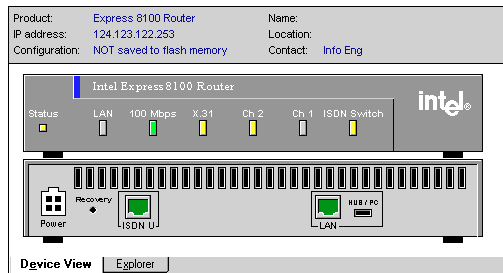 Product: Express 8100 Router Name:
IP address: 124.123.122.253 Location:
Configuration: NOT saved to flash memory Contact: Info Eng
Intel Express 8100 Router
intel®
Status LAN 100 Mbps X.31 Ch 2 Ch 1 ISDN Switch
Recovery HUB / PC
Power ISDN U LAN
Device View Explorer